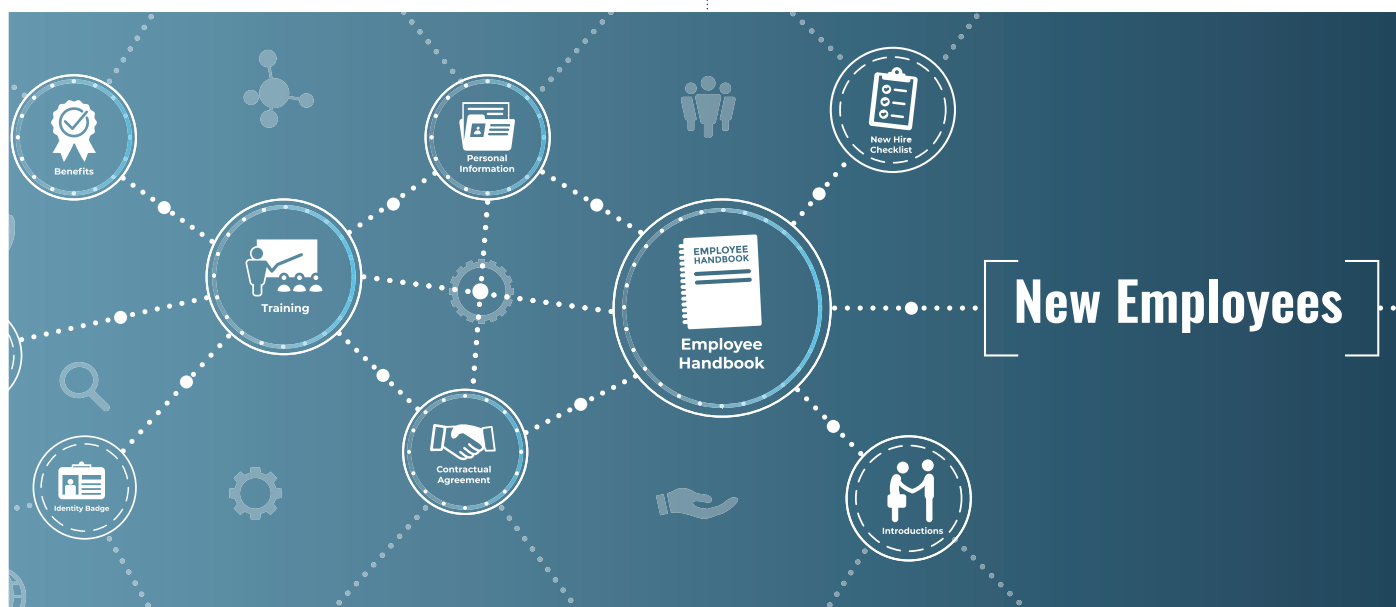 Benefits
Personal
Information
New Hire
Checklist
Training
EMPLOYEE
HANDBOOK
Employee
Handbook
New Employees
Contractual
Agreement
Identity Badge
Introductions